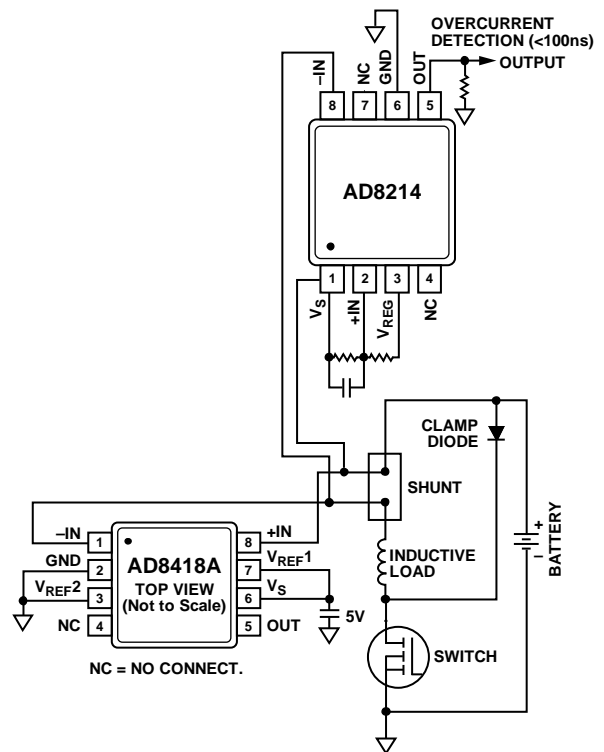 OVERCURRENT
DETECTION (<100ns)
OUTPUT
–IN
NC
GND
OUT
8
7
6
5
AD8214
1
2
3
4
VS
+IN
VREG
NC
CLAMP
DIODE
SHUNT
INDUCTIVE
LOAD
BATTERY
+
–
SWITCH
–IN
1
GND
2
VREF2
3
NC
4
AD8418A
TOP VIEW
(Not to Scale)
8
+IN
7
VREF1
6
VS
5
OUT
5V
NC = NO CONNECT.